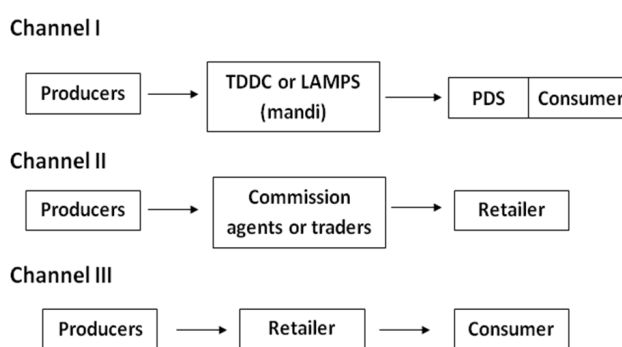 Channel I
Producers
TDDC or LAMPS
(mandi)
PDS
Consumer
Channel II
Producers
Commission
agents or traders
Retailer
Channel III
Producers
Retailer
Consumer